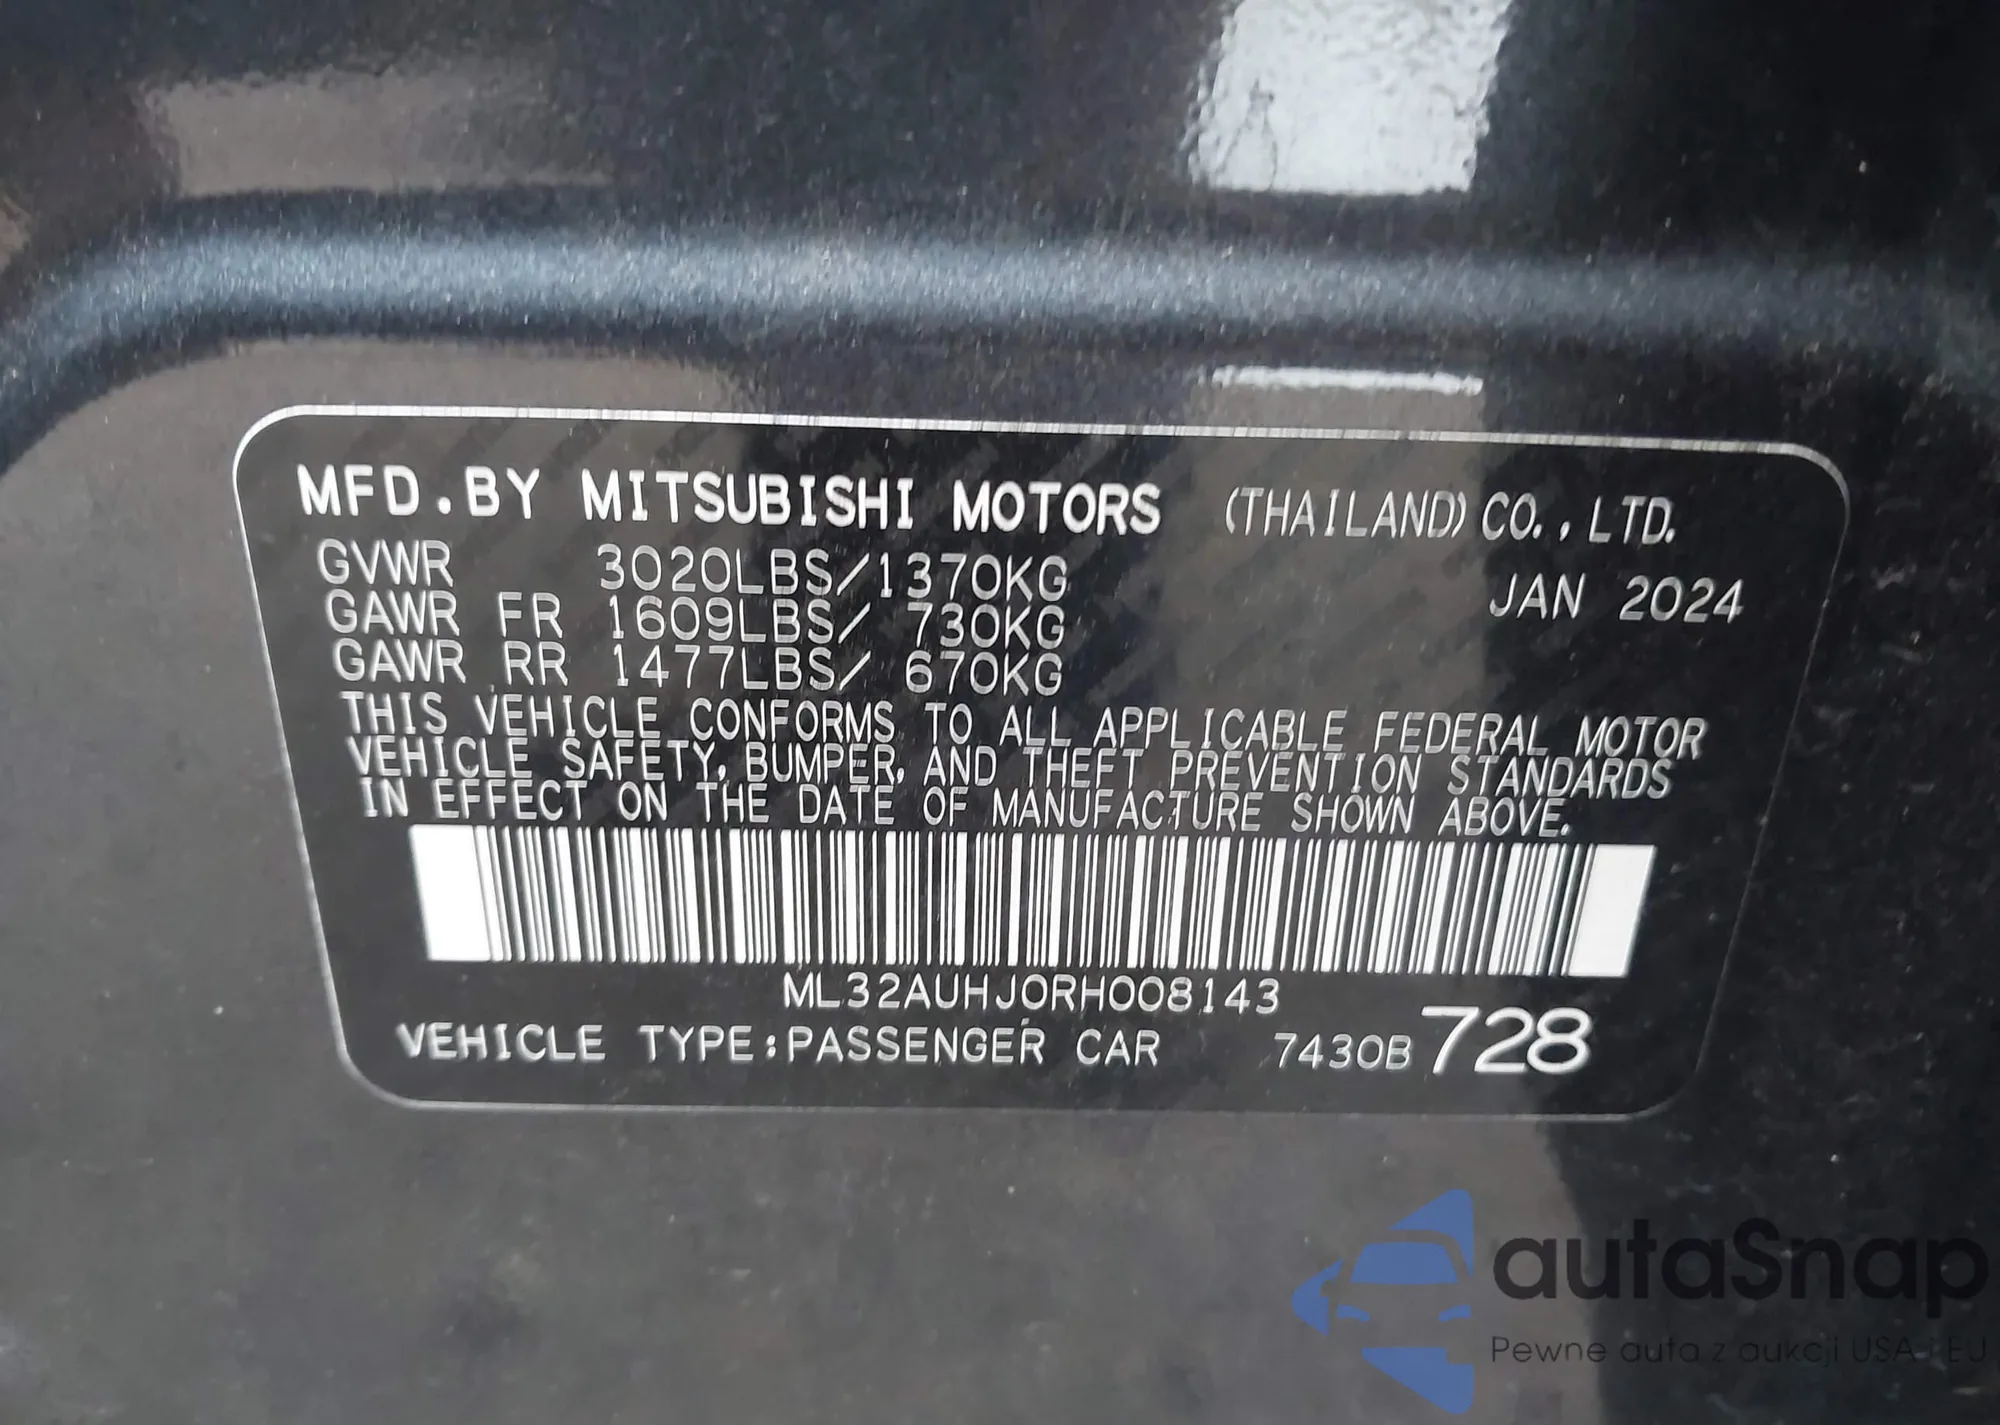 MFD.BY MITSUBISHI MOTORS (THAILAND) CO.,LTD.
GVWR 3020LBS/1370KG JAN 2024
GAWR FR 1609LBS/ 730KG
GAWR RR 1477LBS/ 670KG
THIS VEHICLE CONFORMS TO ALL APPLICABLE FEDERAL MOTOR
VEHICLE SAFETY, BUMPER, AND THEFT PREVENTION STANDARDS
IN EFFECT ON THE DATE OF MANUFACTURE SHOWN ABOVE.
ML32AUHJ0RH008143
VEHICLE TYPE:PASSENGER CAR 7430B 728
autaSnap
Pewne auta z aukcji USA i EU